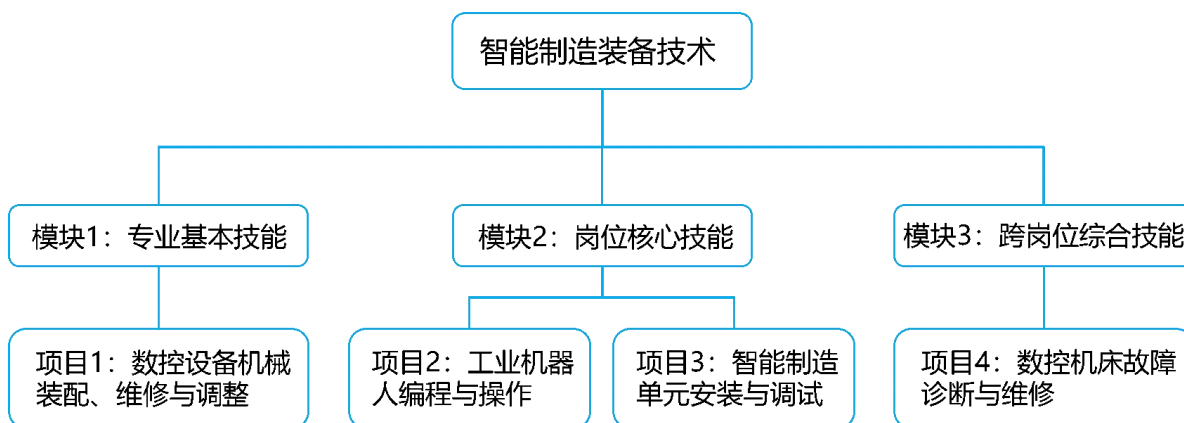 智能制造装备技术
模块1：专业基本技能
模块2：岗位核心技能
模块3：跨岗位综合技能
项目1：数控设备机械
装配、维修与调整
项目2：工业机器
人编程与操作
项目3：智能制造
单元安装与调试
项目4：数控机床故障
诊断与维修